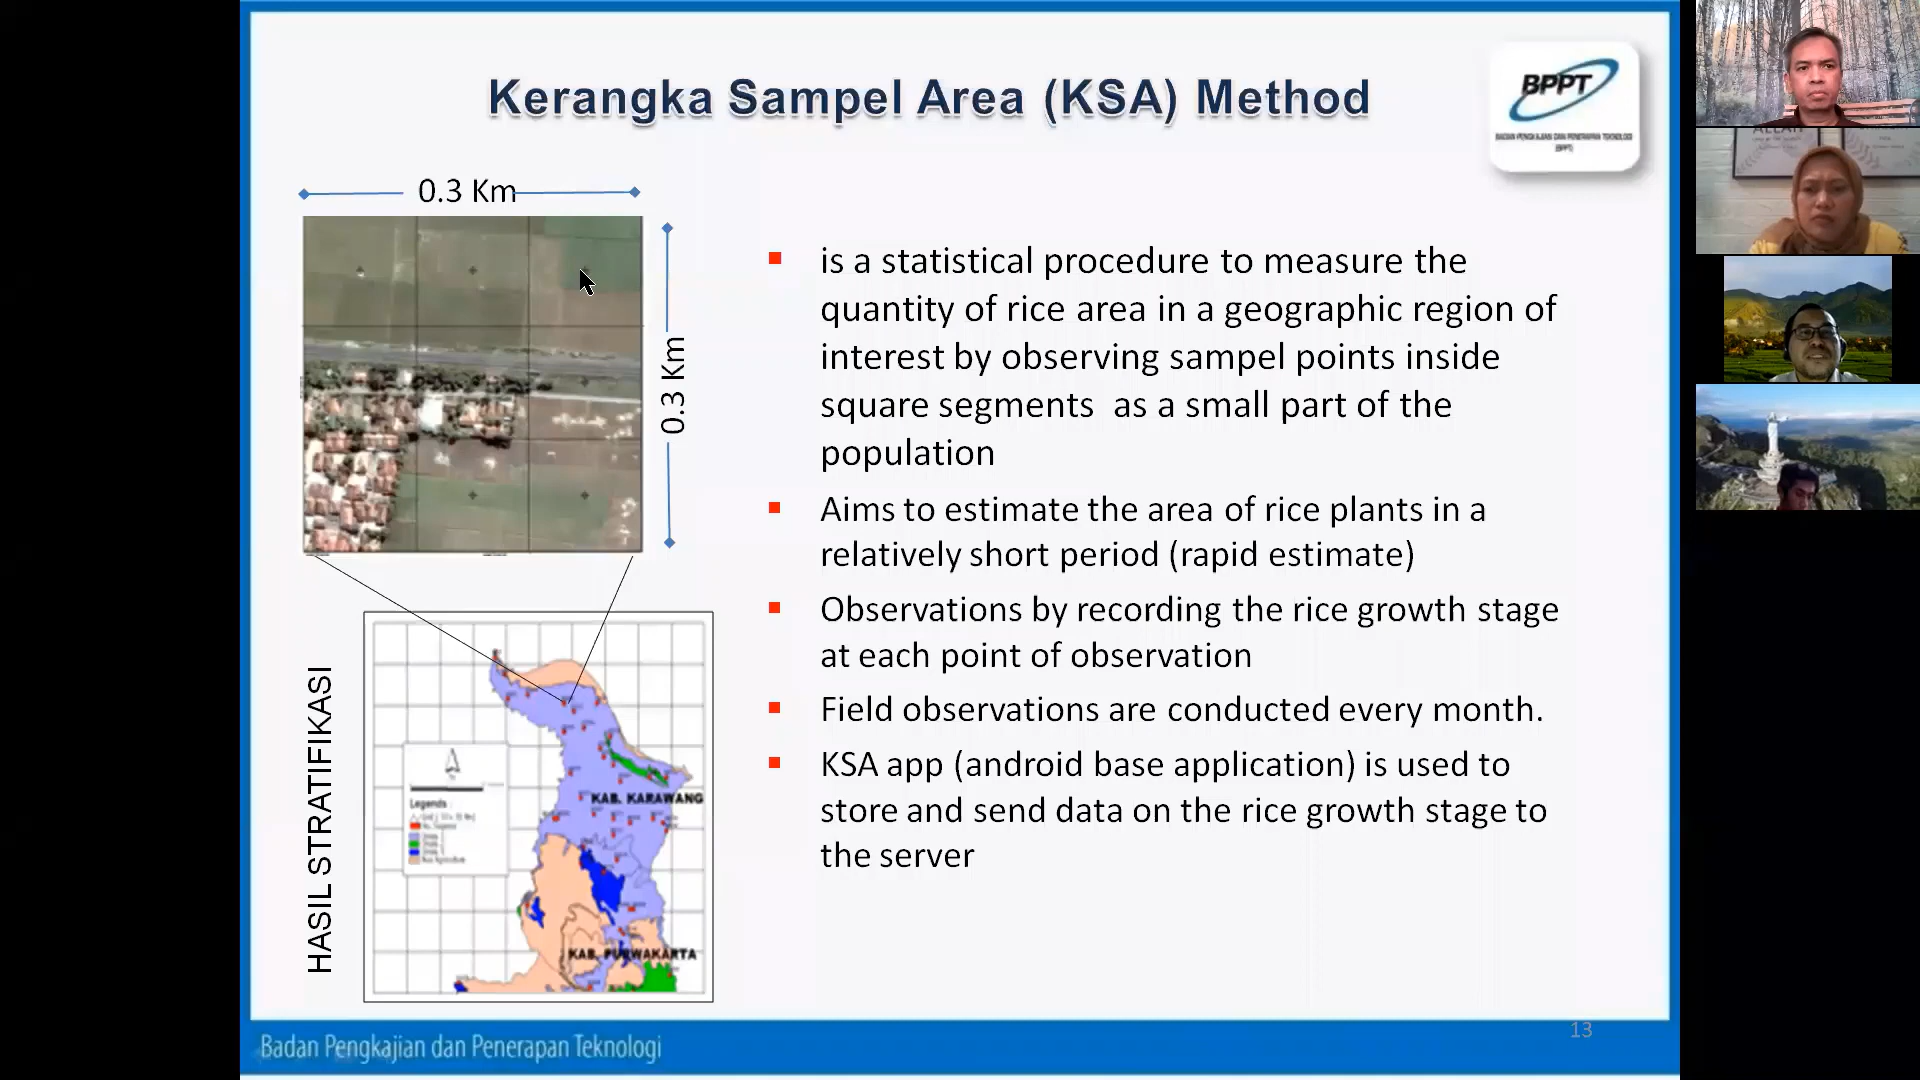 Kerangka Sampel Area (KSA) Method
BPPT
BADAN PENGKAJIAN DAN PENERAPAN TEKNOLOGI
(BPPT)
0.3 Km
0.3 Km
is a statistical procedure to measure the
quantity of rice area in a geographic region of
interest by observing sampel points inside
square segments as a small part of the
population
Aims to estimate the area of rice plants in a
relatively short period (rapid estimate)
Observations by recording the rice growth stage
at each point of observation
Field observations are conducted every month.
KSA app (android base application) is used to
store and send data on the rice growth stage to
the server
HASIL STRATIFIKASI
Legends
KAB. KARAWANG
KAB. PURWAKARTA
13
Badan Pengkajian dan Penerapan Teknologi
ALLAH